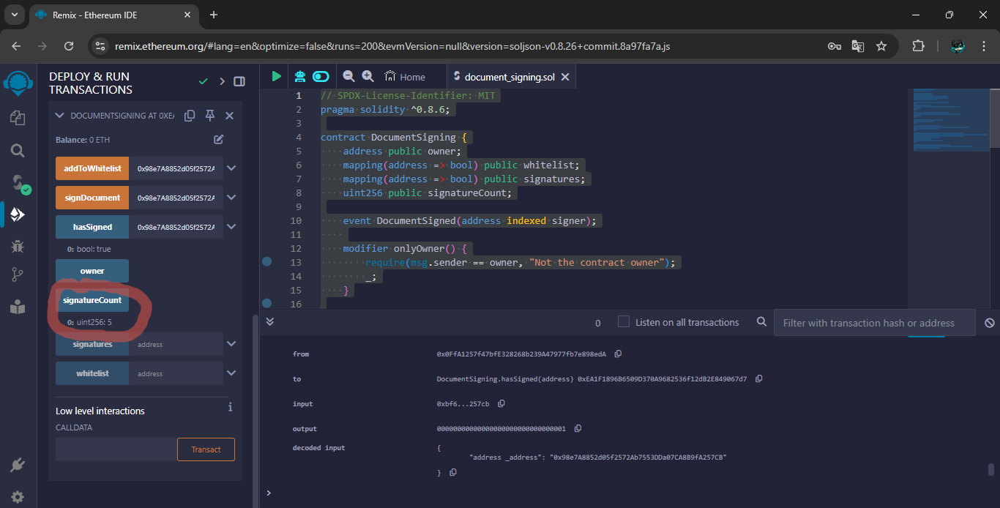 Remix - Ethereum IDE
remix.ethereum.org/#lang=en&optimize=false&runs=200&evmVersion=null&version=soljson-v0.8.26+commit.8a97fa7a.js
DEPLOY & RUN
TRANSACTIONS
DOCUMENTSIGNING AT 0XEA
Balance: 0 ETH
addToWhitelist 0x98e7A8852d05f2572A
signDocument 0x98e7A8852d05f2572A
hasSigned 0x98e7A8852d05f2572A
0: bool: true
owner
signatureCount
0: uint256: 5
signatures address
whitelist address
Low level interactions
CALLDATA
Transact
Home
document_signing.sol
1 // SPDX-License-Identifier: MIT
2 pragma solidity ^0.8.6;
3
4 contract DocumentSigning {
5 address public owner;
6 mapping(address => bool) public whitelist;
7 mapping(address => bool) public signatures;
8 uint256 public signatureCount;
9
10 event DocumentSigned(address indexed signer);
11
12 modifier onlyOwner() {
13 require(msg.sender == owner, "Not the contract owner");
14 _;
15 }
16
0 Listen on all transactions Filter with transaction hash or address
from 0x0FfA1257f47bfE328268b239A47977fb7e898edA
to DocumentSigning.hasSigned(address) 0xEA1F1896B6509D370A9682536f12dB2E849067d7
input 0xbf6...257cb
output 0000000000000000000000000000000001
decoded input {
"address _address": "0x98e7A8852d05f2572Ab7553DDa07CA8B9fA257CB"
}
>